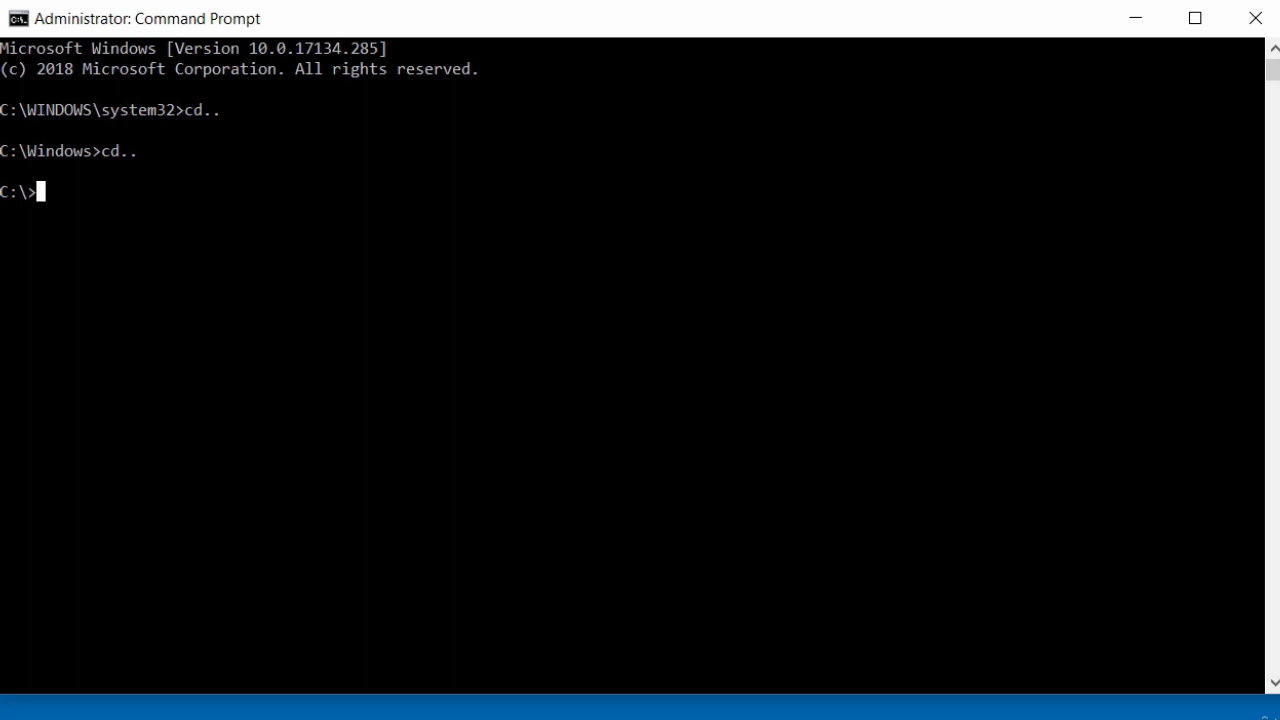 Administrator: Command Prompt
Microsoft Windows [Version 10.0.17134.285]
(c) 2018 Microsoft Corporation. All rights reserved.
C:\WINDOWS\system32>cd..
C:\Windows>cd..
C:\>